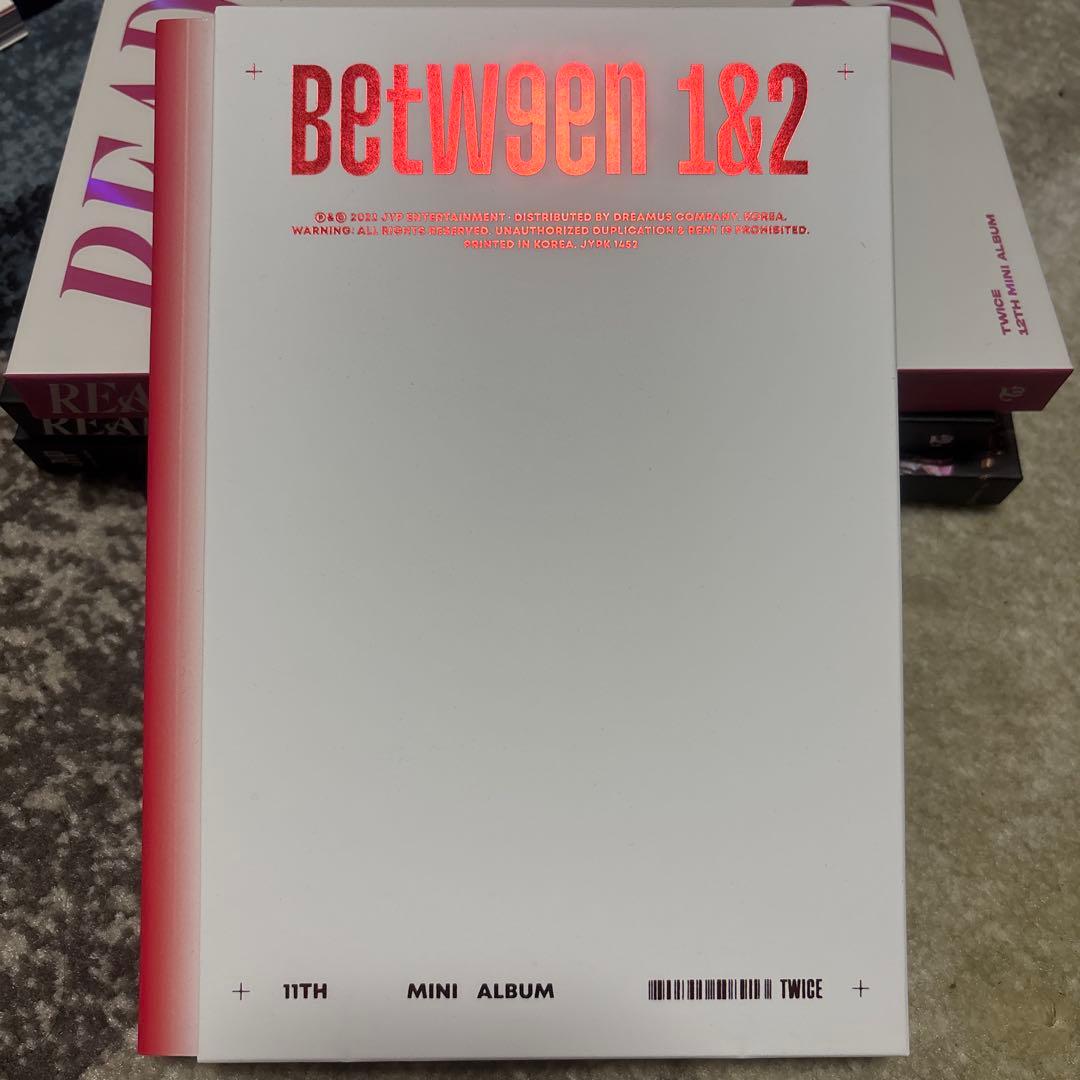 Betw9en 1&2
Ⓟ&Ⓒ 2022 JYP ENTERTAINMENT · DISTRIBUTED BY DREAMUS COMPANY, KOREA.
WARNING: ALL RIGHTS RESERVED. UNAUTHORIZED DUPLICATION & RENT IS PROHIBITED.
PRINTED IN KOREA. JYPK 1452
11TH MINI ALBUM TWICE
TWICE
12TH MINI ALBUM